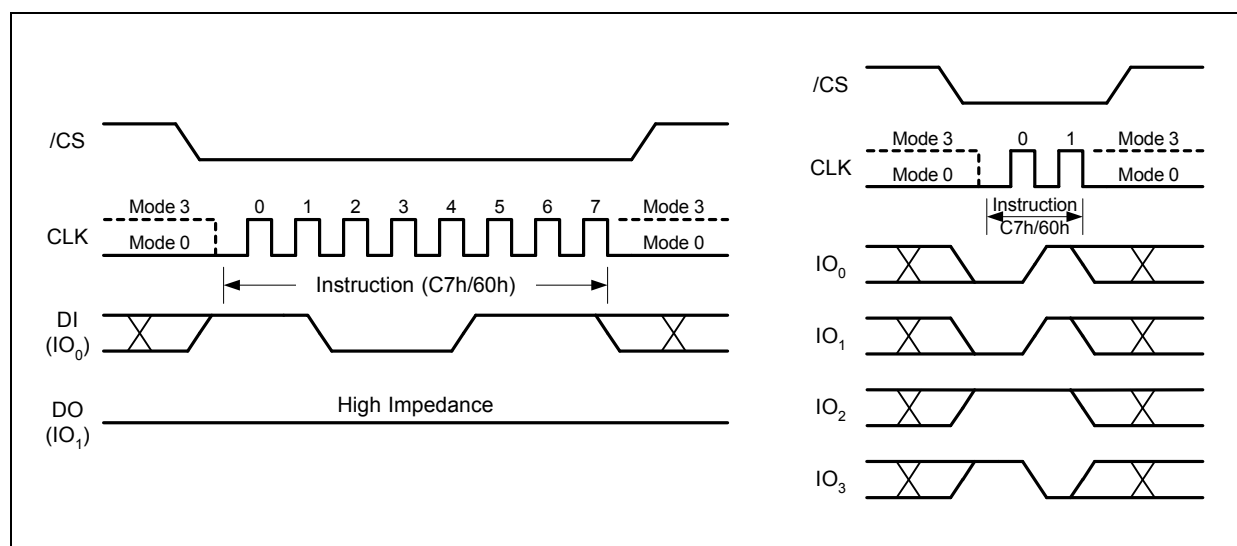 /CS
Mode 3 0 1 2 3 4 5 6 7 Mode 3
CLK Mode 0 Mode 0
Instruction (C7h/60h)
DI
(IO0)
High Impedance
DO
(IO1)
/CS
Mode 3 0 1 Mode 3
CLK Mode 0 Mode 0
Instruction
C7h/60h
IO0
IO1
IO2
IO3